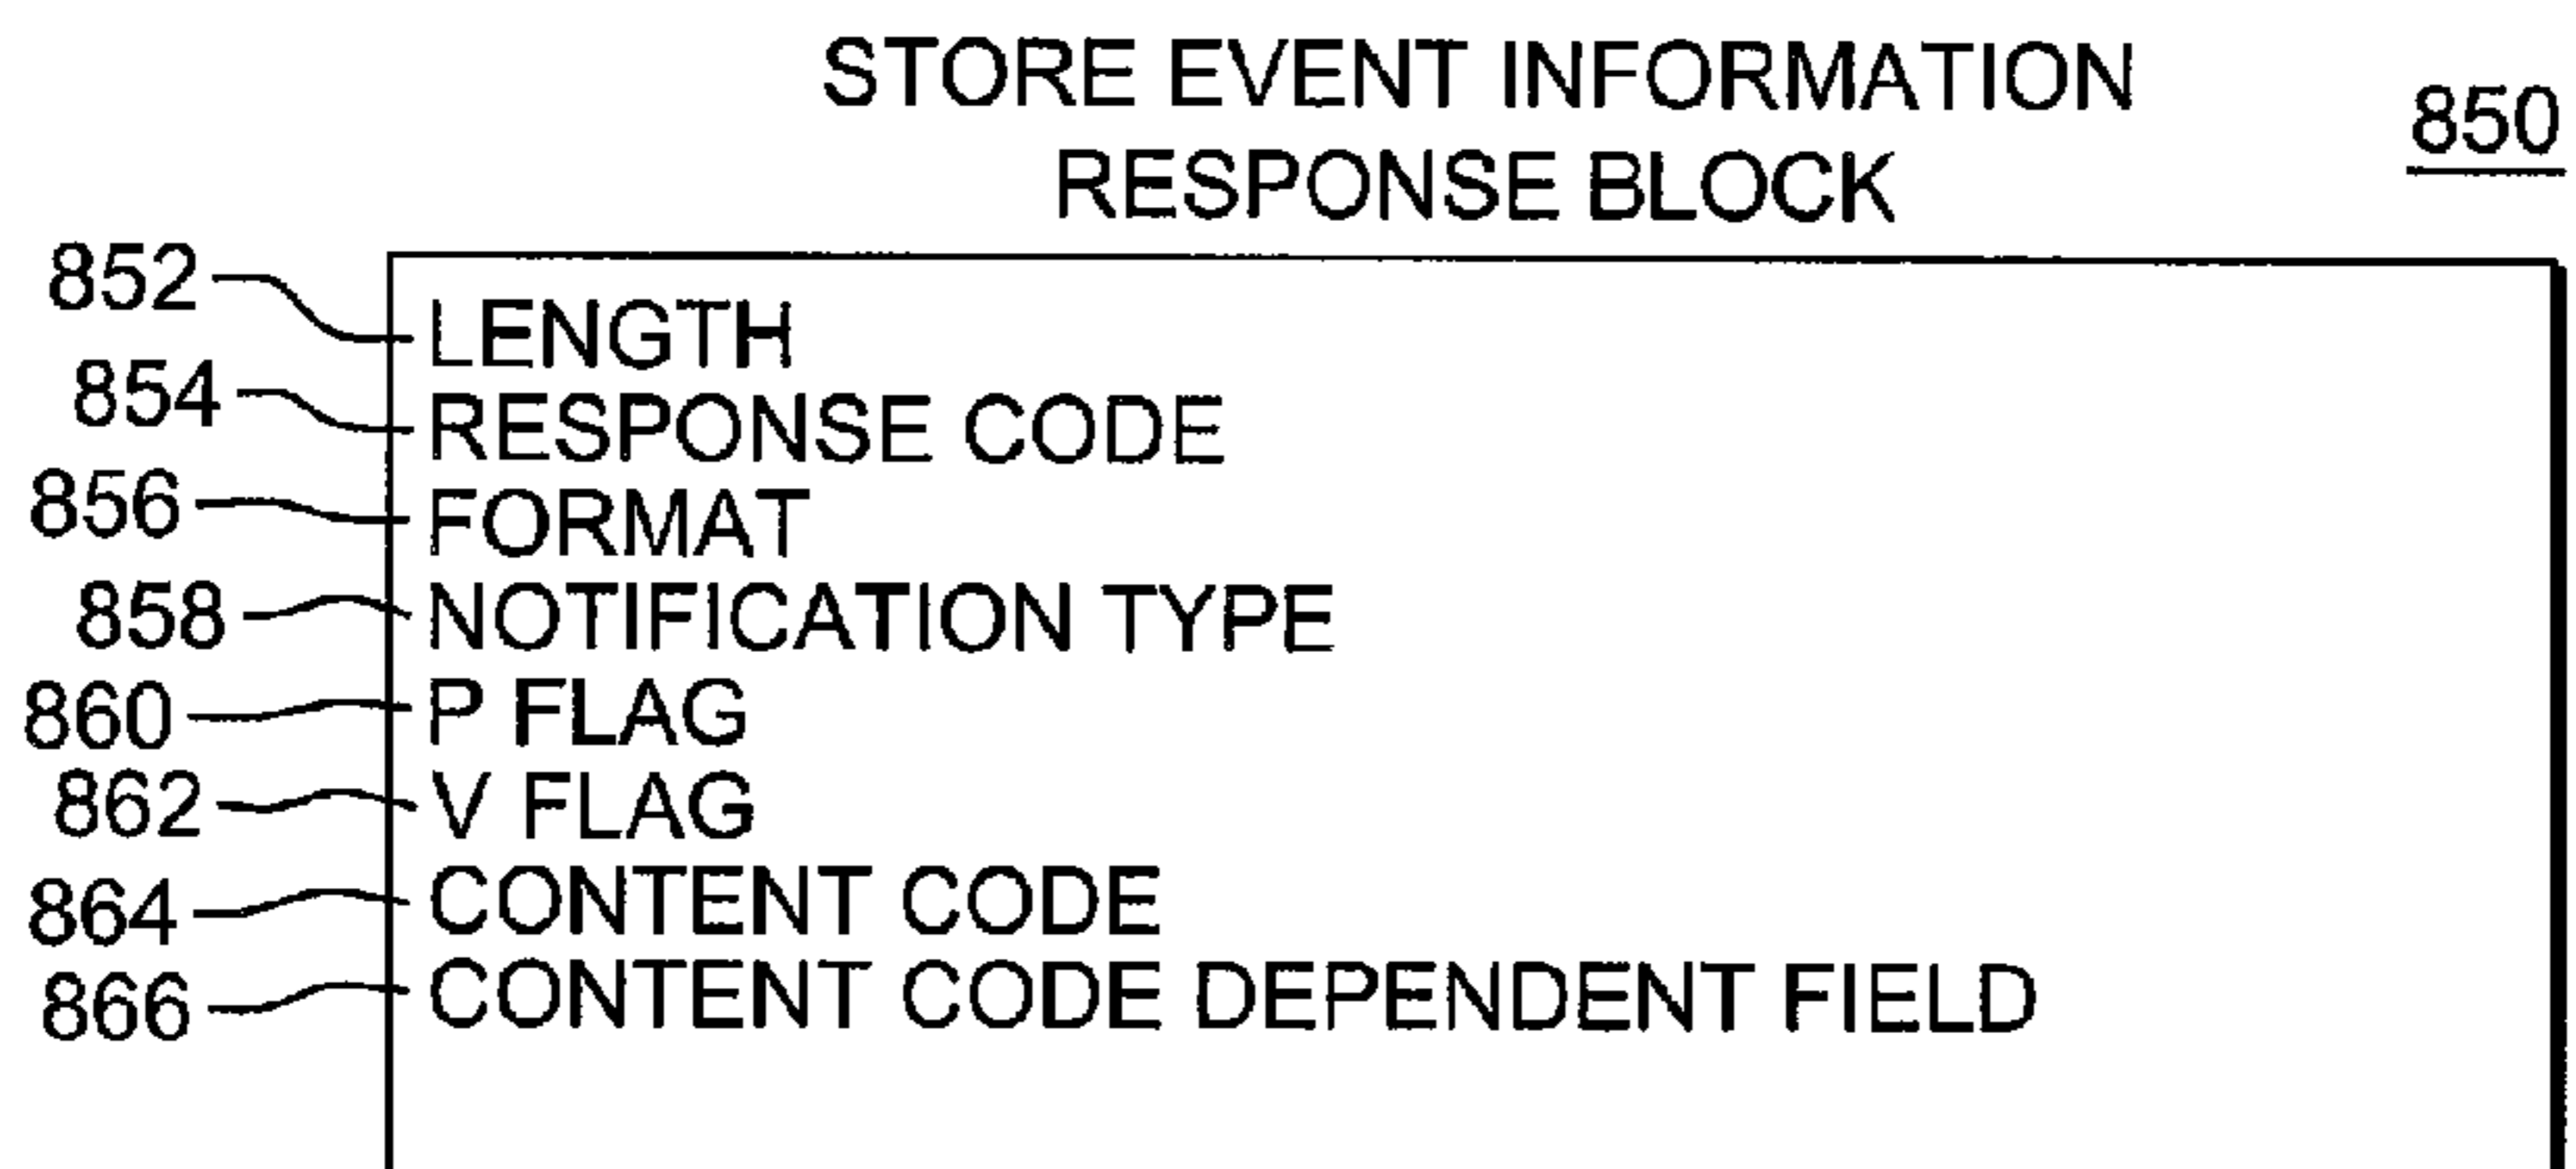 STORE EVENT INFORMATION
RESPONSE BLOCK
850
852 LENGTH
854 RESPONSE CODE
856 FORMAT
858 NOTIFICATION TYPE
860 P FLAG
862 V FLAG
864 CONTENT CODE
866 CONTENT CODE DEPENDENT FIELD